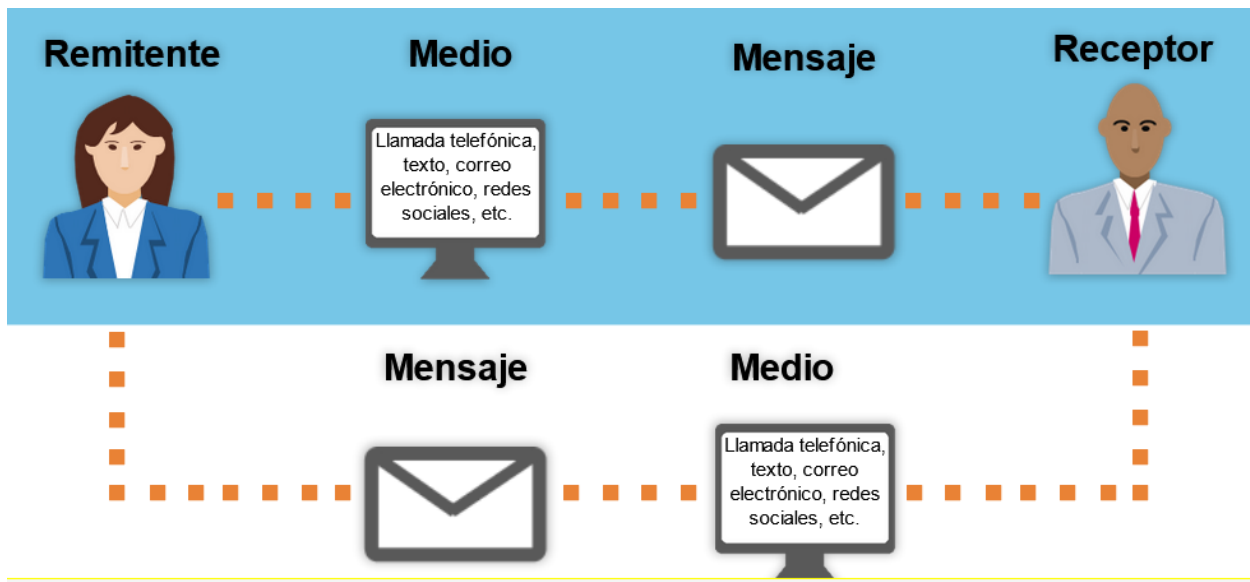 Remitente
Medio
Mensaje
Receptor
Llamada telefónica,
texto, correo
electrónico, redes
sociales, etc.
Mensaje
Medio
Llamada telefónica,
texto, correo
electrónico, redes
sociales, etc.